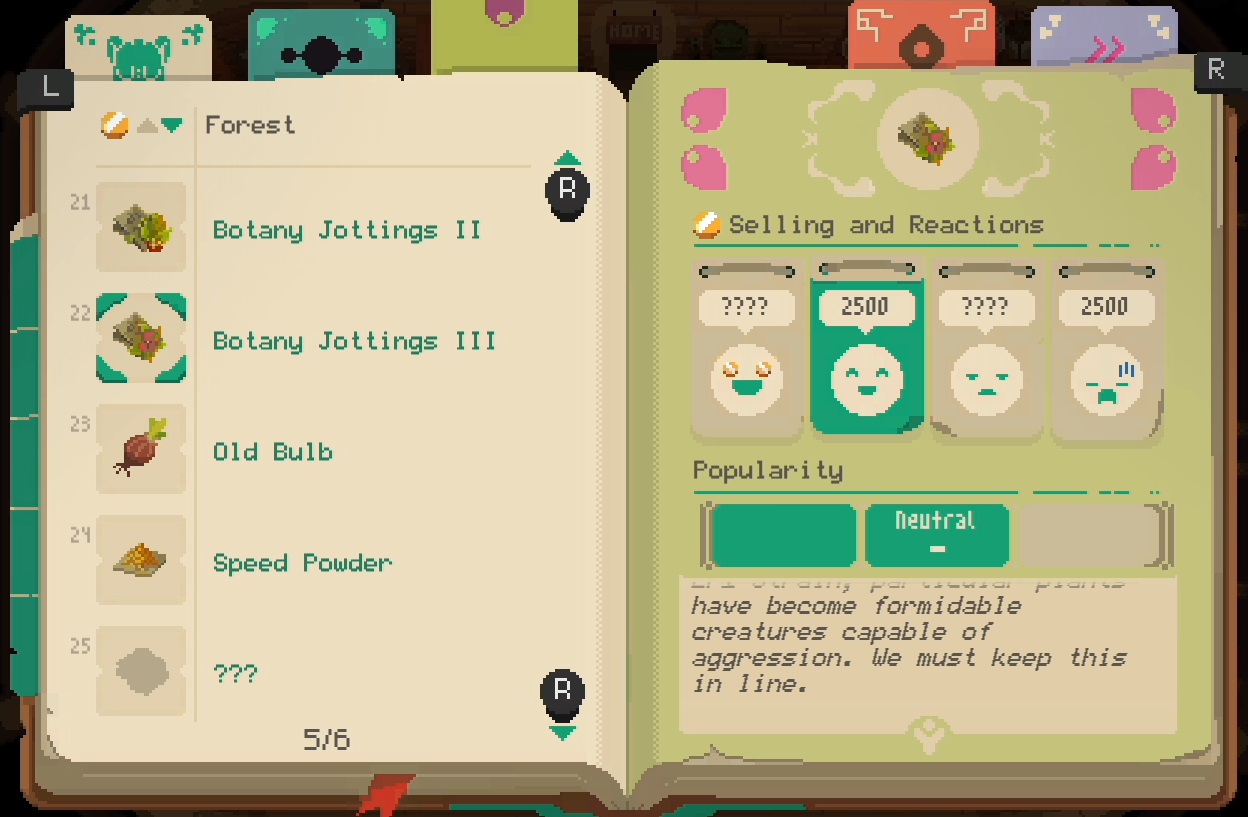 HOME
L
R
Forest
R
21
Botany Jottings II
22
Botany Jottings III
23
Old Bulb
24
Speed Powder
25
???
R
5/6
Selling and Reactions
???? 2500 ???? 2500
Popularity
Neutral
particular plants
have become formidable
creatures capable of
aggression. We must keep this
in line.